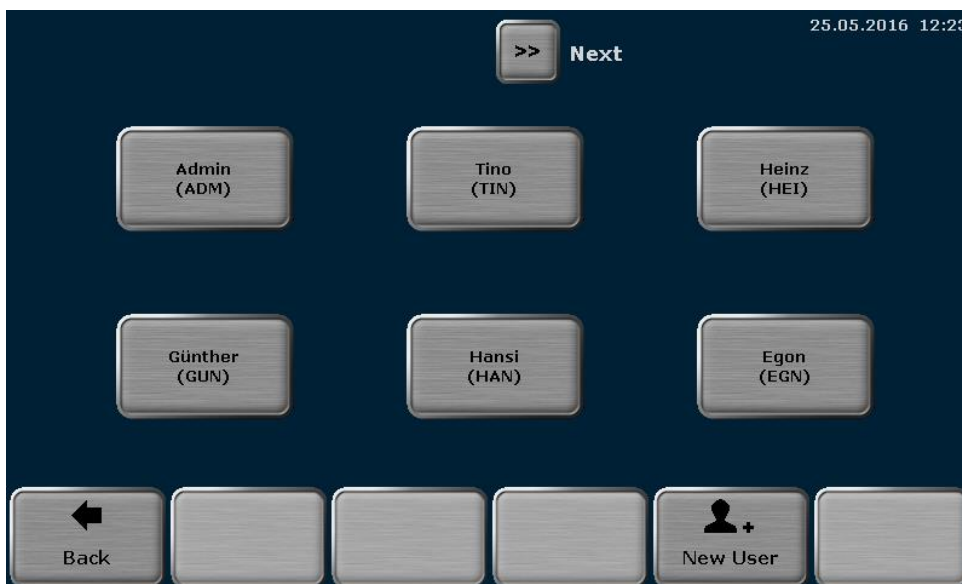 25.05.2016 12:23
>> Next
Admin
(ADM)
Tino
(TIN)
Heinz
(HEI)
Günther
(GUN)
Hansi
(HAN)
Egon
(EGN)
Back
New User